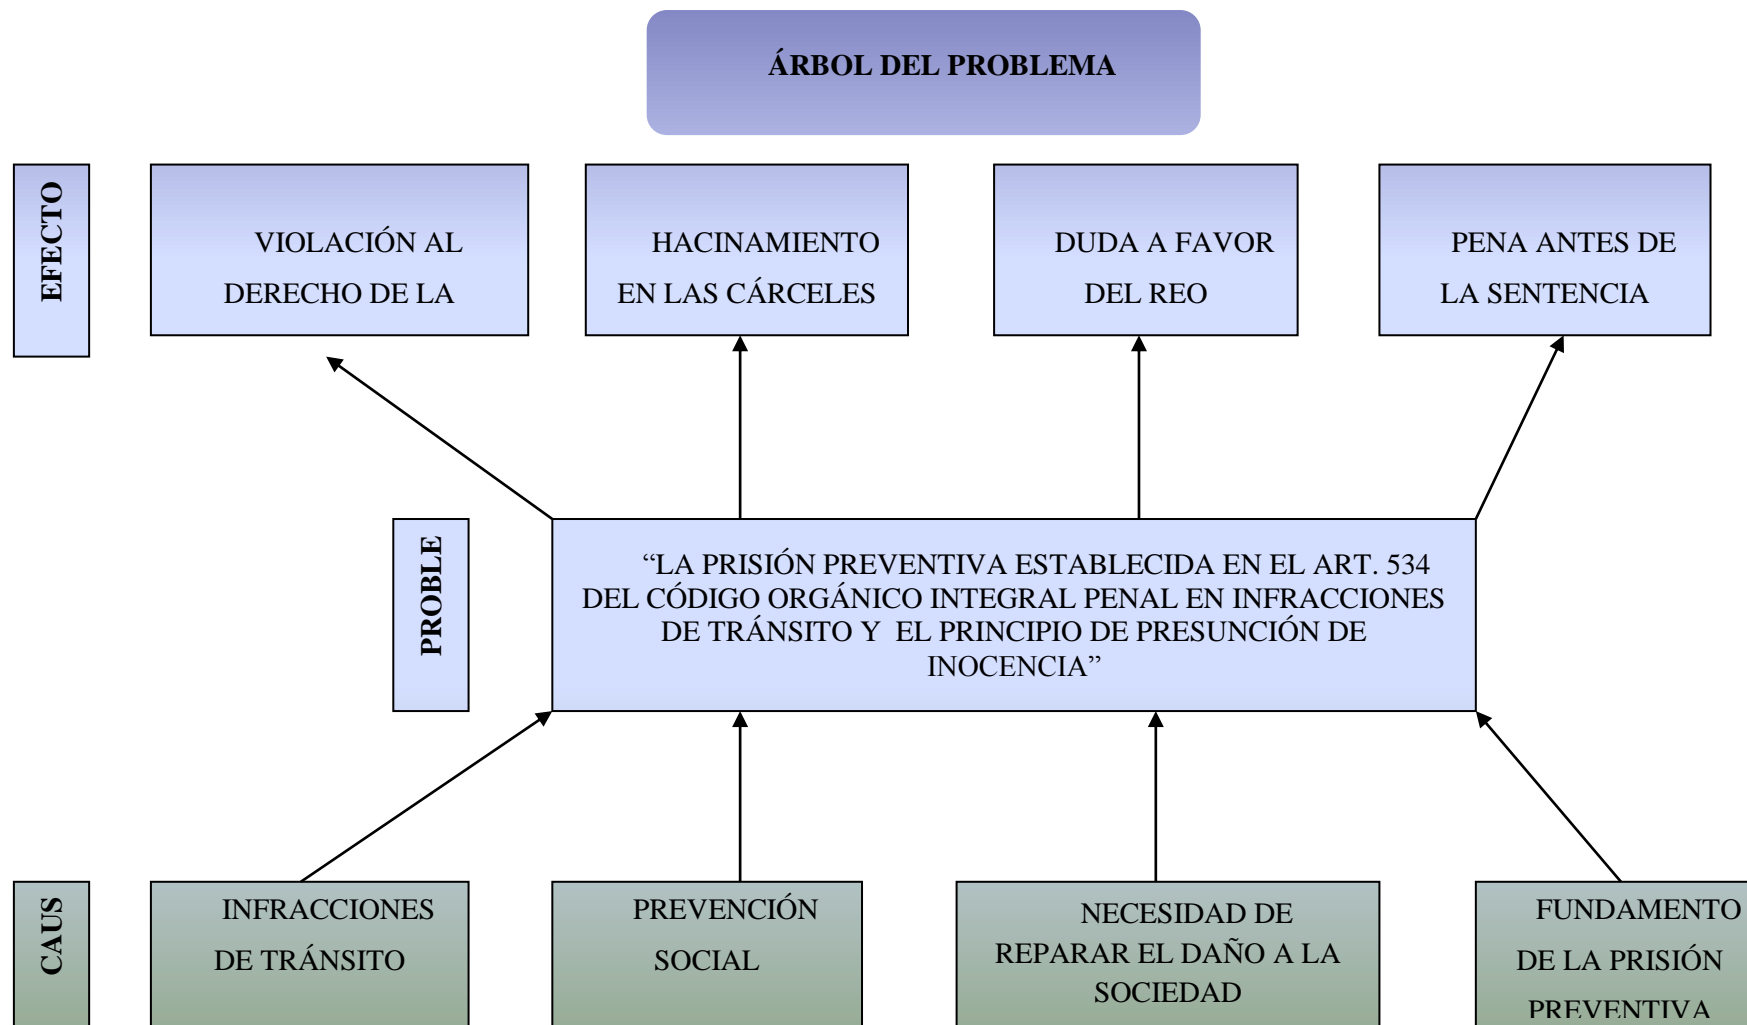 ÁRBOL DEL PROBLEMA
EFECTO
VIOLACIÓN AL
DERECHO DE LA
HACINAMIENTO
EN LAS CÁRCELES
DUDA A FAVOR
DEL REO
PENA ANTES DE
LA SENTENCIA
PROBLE
“LA PRISIÓN PREVENTIVA ESTABLECIDA EN EL ART. 534
DEL CÓDIGO ORGÁNICO INTEGRAL PENAL EN INFRACCIONES
DE TRÁNSITO Y EL PRINCIPIO DE PRESUNCIÓN DE
INOCENCIA”
CAUS
INFRACCIONES
DE TRÁNSITO
PREVENCIÓN
SOCIAL
NECESIDAD DE
REPARAR EL DAÑO A LA
SOCIEDAD
FUNDAMENTO
DE LA PRISIÓN
PREVENTIVA